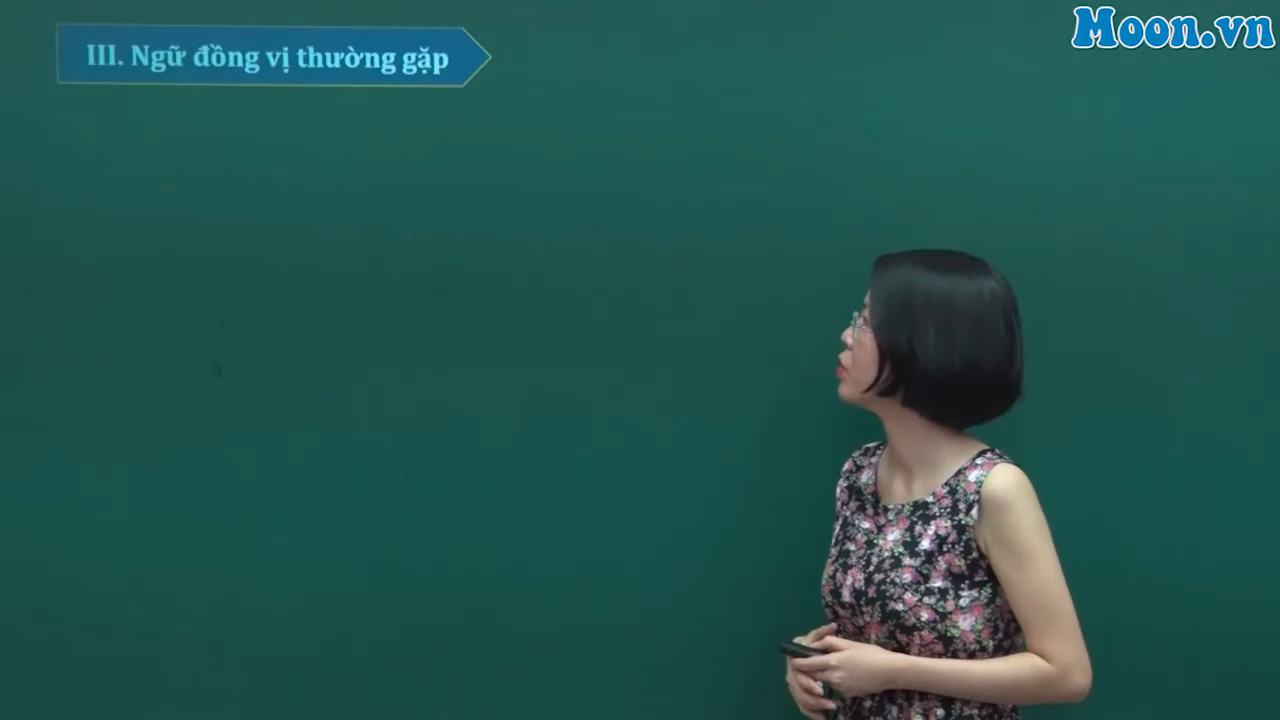 Moon.vn
III. Ngữ đồng vị thường gặp